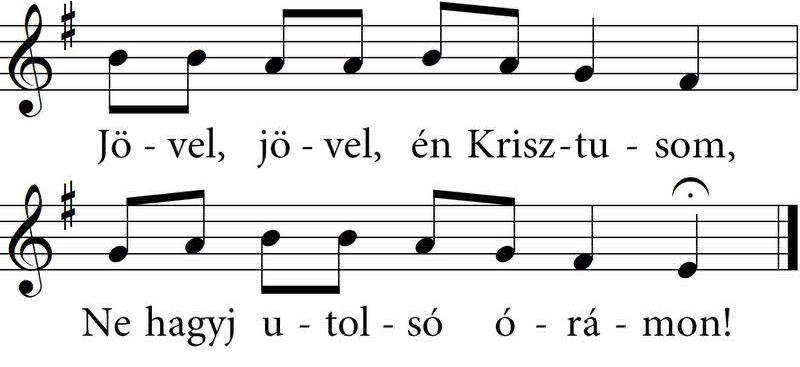 Jö - vel, jö - vel, én Krisz-tu - som,
Ne hagyj u - tol - só ó - rá - mon!